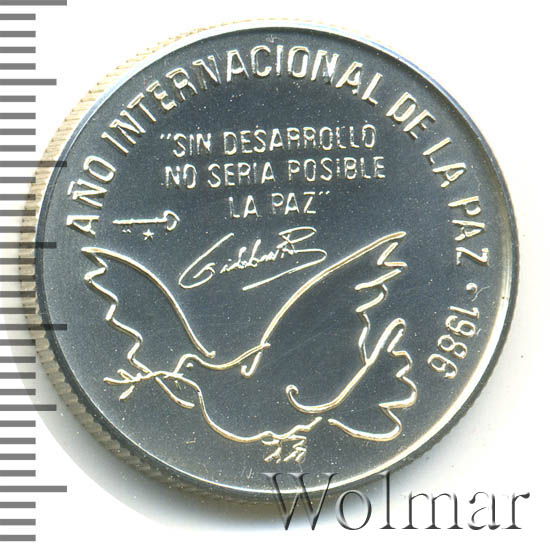 AÑO INTERNACIONAL DE LA PAZ • 1986
"SIN DESARROLLO
NO SERIA POSIBLE
LA PAZ"
Wolmar